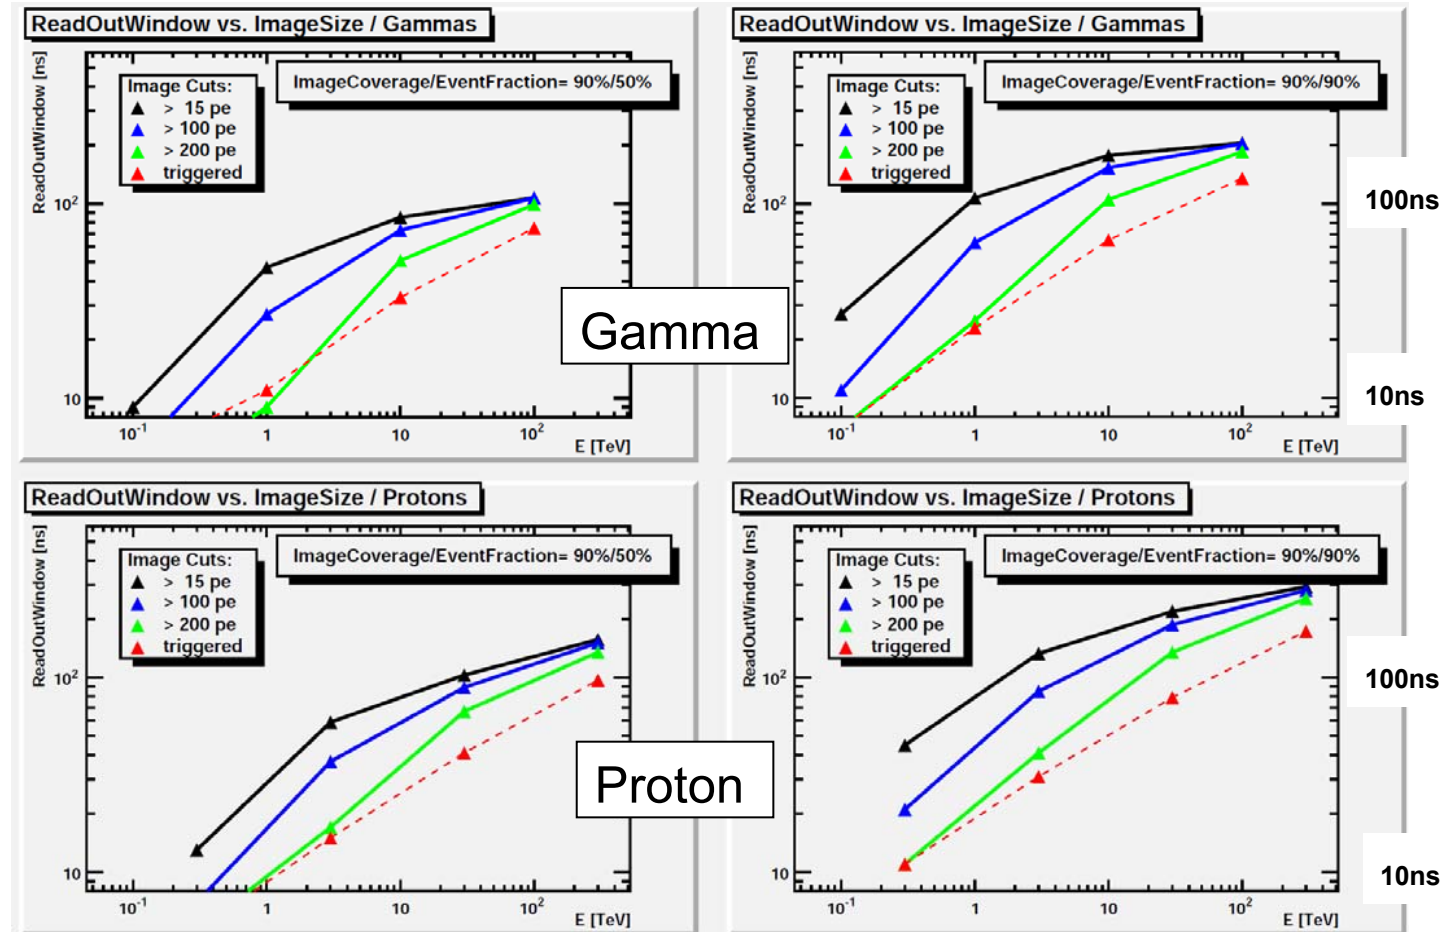 ReadOutWindow vs. ImageSize / Gammas
ReadOutWindow [ns]
ImageCoverage/EventFraction= 90%/50%
Image Cuts:
> 15 pe
> 100 pe
> 200 pe
triggered
10²
10
10⁻¹
1
10
10²
E [TeV]
ReadOutWindow vs. ImageSize / Gammas
ReadOutWindow [ns]
ImageCoverage/EventFraction= 90%/90%
Image Cuts:
> 15 pe
> 100 pe
> 200 pe
triggered
10²
10
10⁻¹
1
10
10²
E [TeV]
100ns
10ns
Gamma
ReadOutWindow vs. ImageSize / Protons
ReadOutWindow [ns]
ImageCoverage/EventFraction= 90%/50%
Image Cuts:
> 15 pe
> 100 pe
> 200 pe
triggered
10²
10
10⁻¹
1
10
10²
E [TeV]
ReadOutWindow vs. ImageSize / Protons
ReadOutWindow [ns]
ImageCoverage/EventFraction= 90%/90%
Image Cuts:
> 15 pe
> 100 pe
> 200 pe
triggered
10²
10
10⁻¹
1
10
10²
E [TeV]
100ns
10ns
Proton